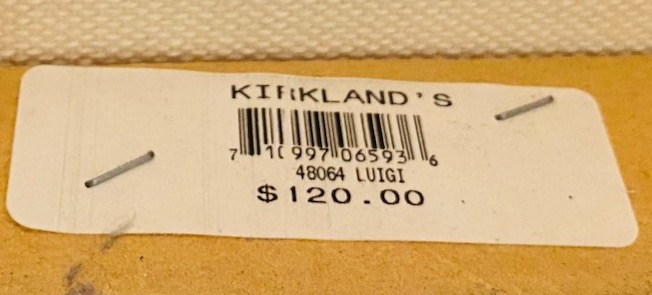 KIRKLAND'S
7 10997 06593 6
48064 LUIGI
$120.00